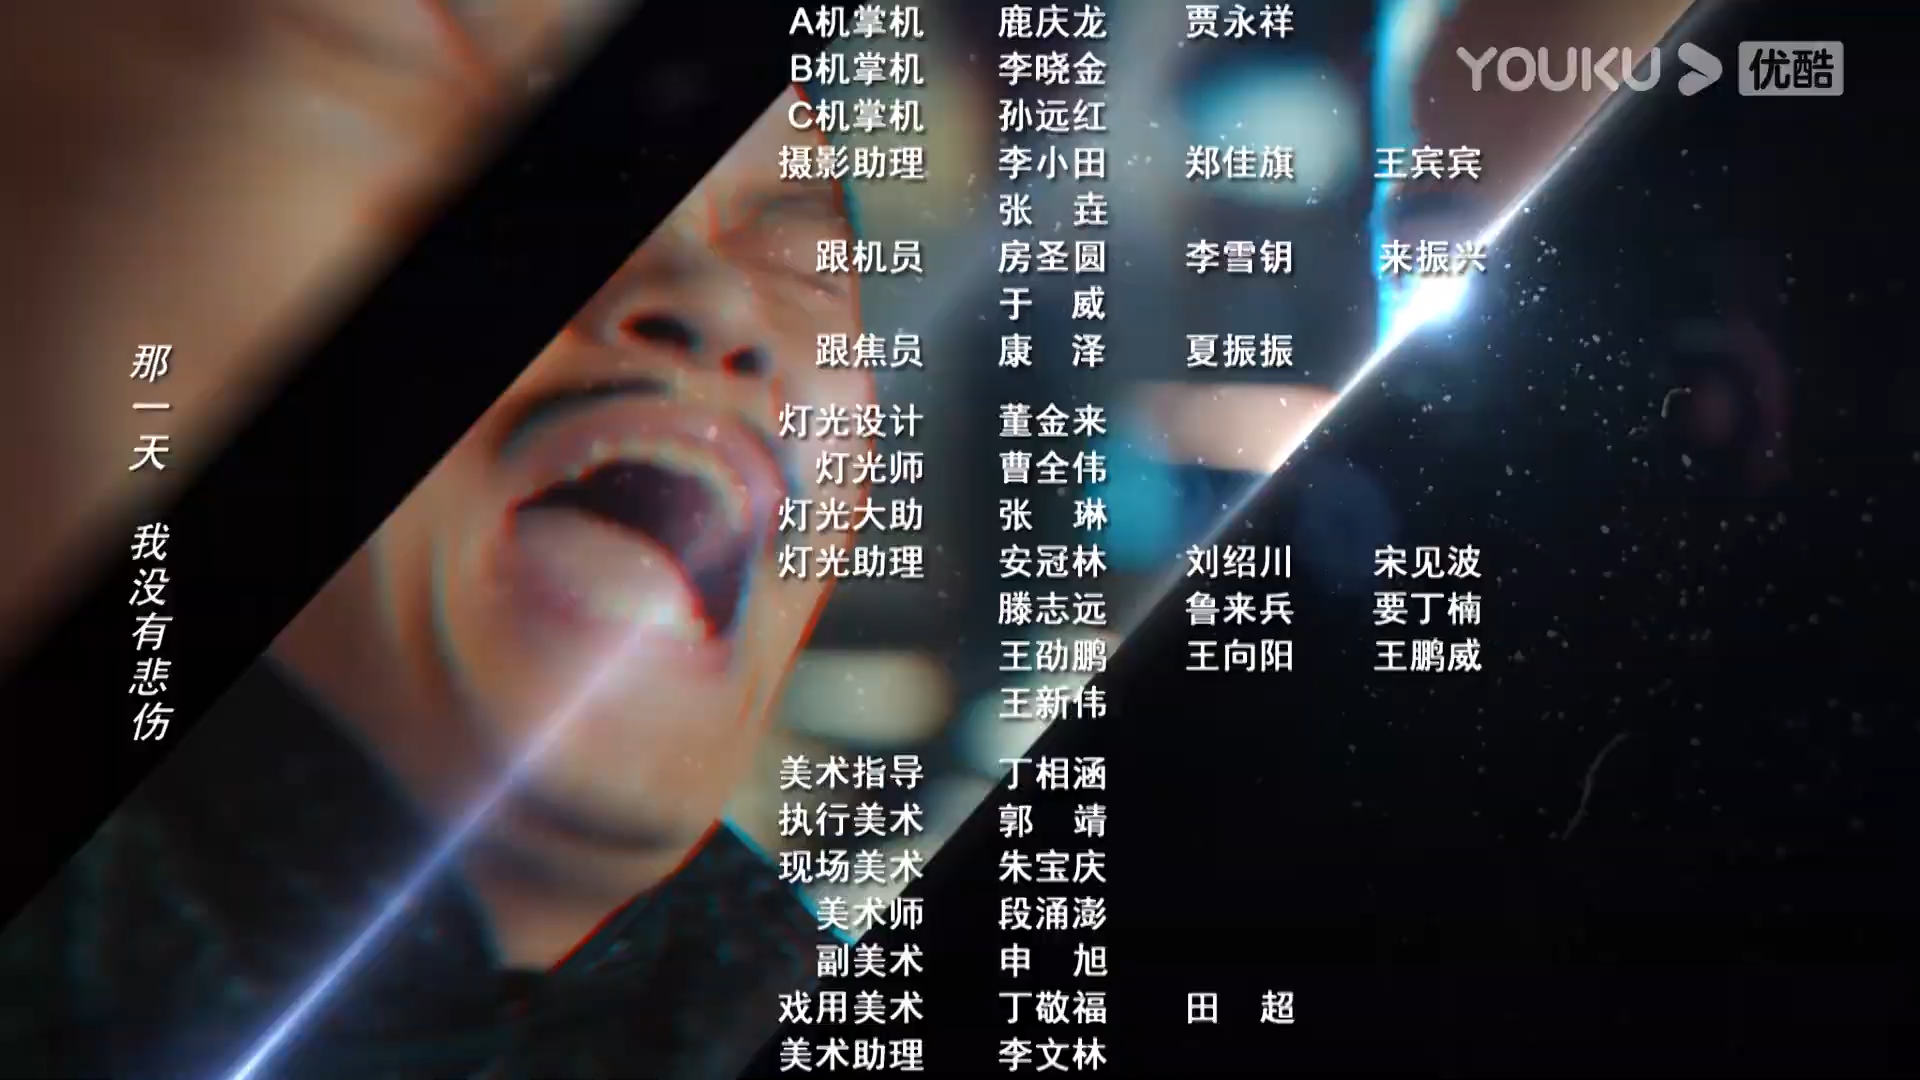 A机掌机 鹿庆龙 贾永祥
B机掌机 李晓金
C机掌机 孙远红
摄影助理 李小田 郑佳旗 王宾宾
张 垚
跟机员 房圣圆 李雪钥 来振兴
于 威
跟焦员 康 泽 夏振振
灯光设计 董金来
灯光师 曹全伟
灯光大助 张 琳
灯光助理 安冠林 刘绍川 宋见波
滕志远 鲁来兵 要丁楠
王劭鹏 王向阳 王鹏威
王新伟
美术指导 丁相涵
执行美术 郭 靖
现场美术 朱宝庆
美术师 段涌澎
副美术 申 旭
戏用美术 丁敬福 田 超
美术助理 李文林
那一天 我没有悲伤
YOUKU 优酷